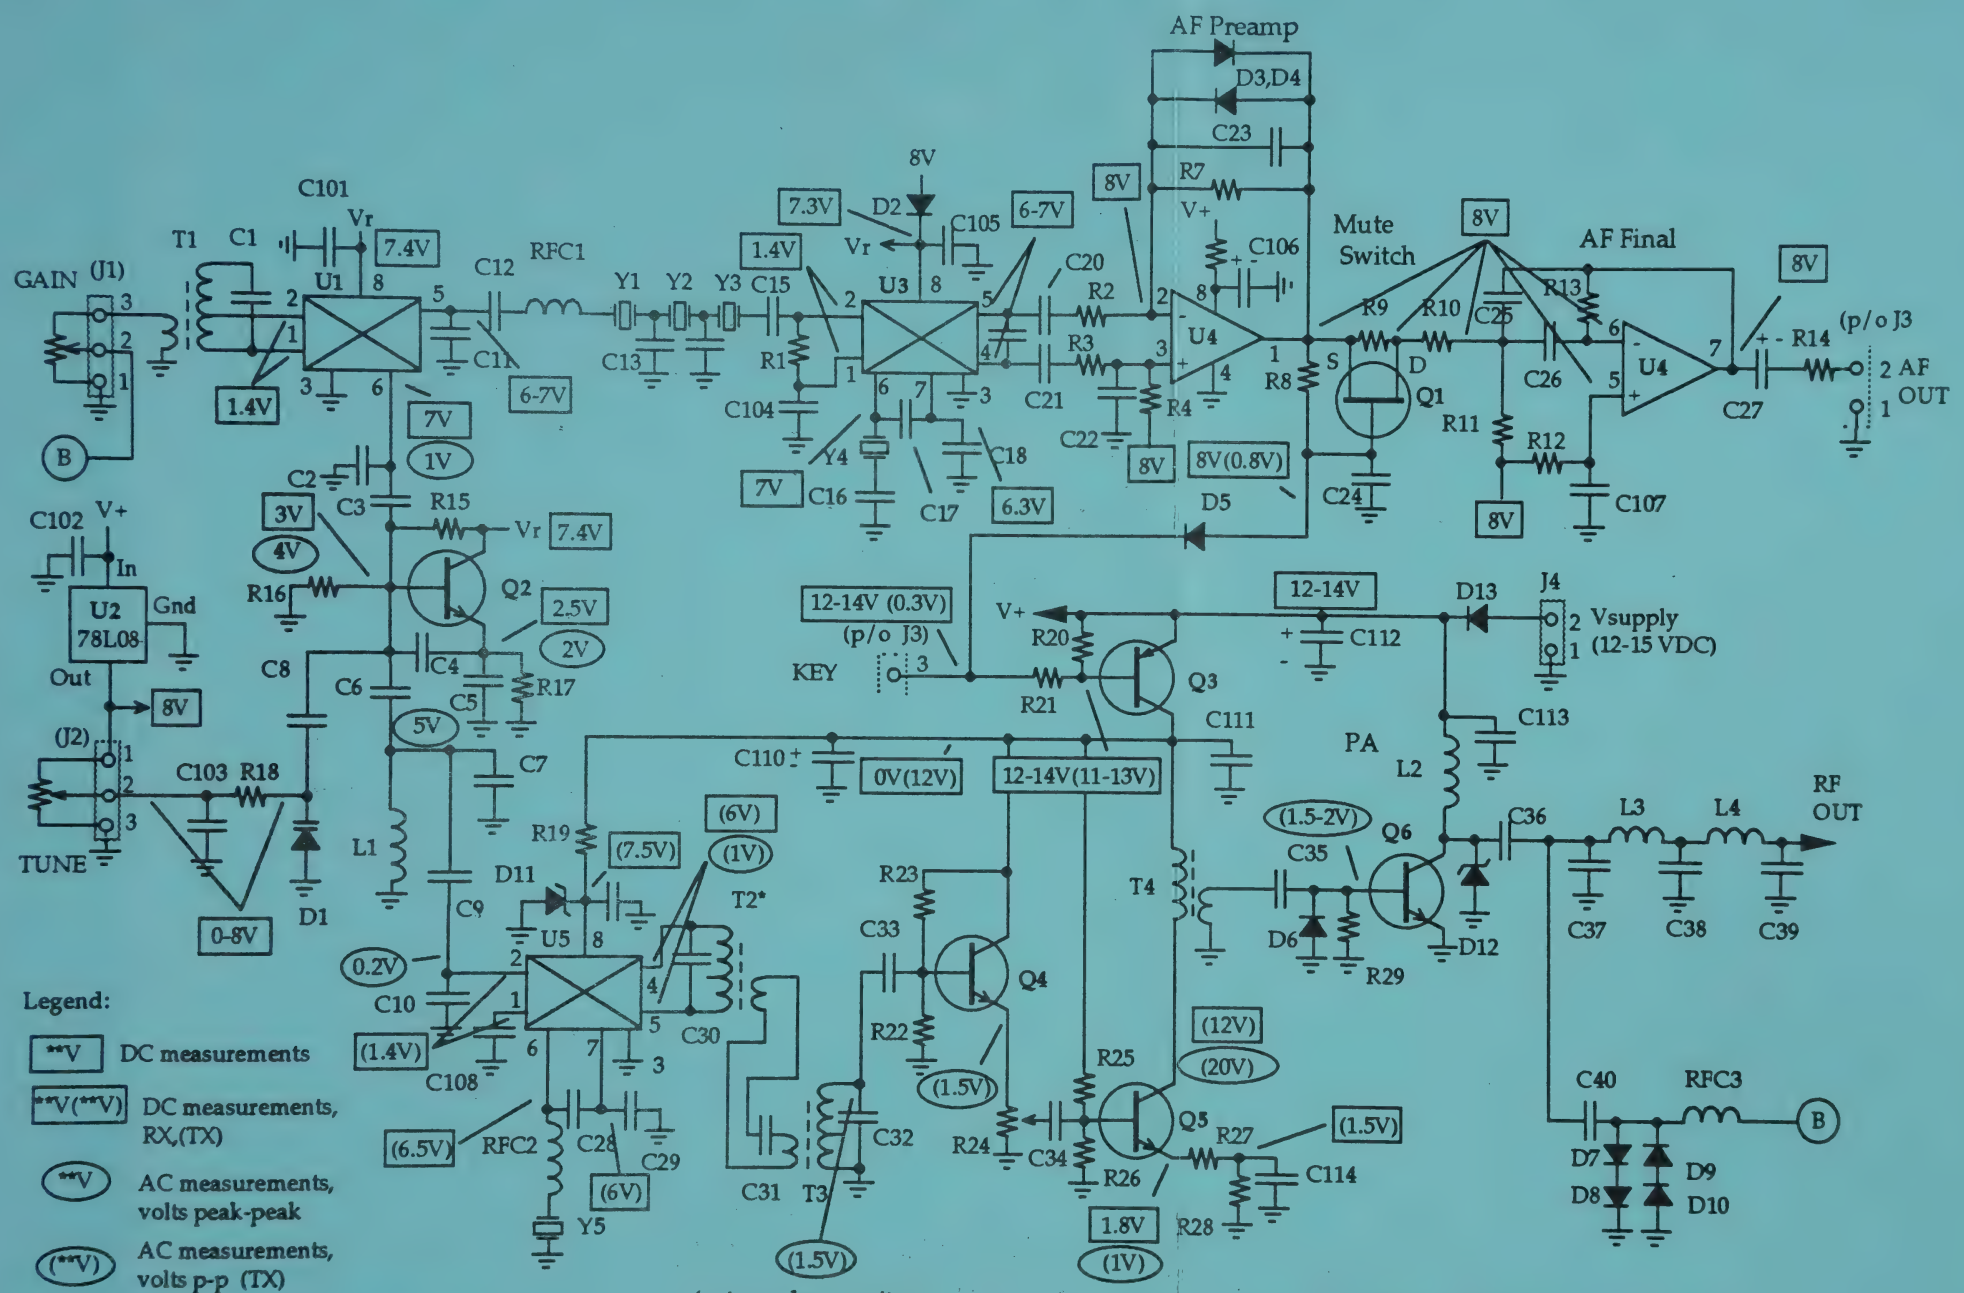 AF Preamp
D3,D4
C23
R7
V+
8V
C101
Vr
7.4V
T1
C1
GAIN
(J1)
3
2
1
U1
8
2
1
3
6
5
1.4V
B
C12
RFC1
C11
6-7V
7V
1V
Y1
Y2
Y3
C13
C15
R1
C104
7.3V
8V
D2
Vr
C105
1.4V
U3
8
2
1
5
4
6
7
3
6-7V
C20
R2
R3
C21
C22
R4
8V
Y4
7V
C16
C17
C18
6.3V
C106
8
2
-
3
+
U4
1
4
Mute
Switch
8V
AF Final
8V
R9
R10
C25
R13
S
D
Q1
R8
C26
6
-
5
+
U4
7
C27
+ -
R14
(p/o J3
2
AF
OUT
1
R11
R12
8V
C107
8V(0.8V)
C24
D5
C2
C3
3V
4V
R15
Vr
7.4V
C102
V+
In
U2
78L08
Gnd
Out
8V
R16
Q2
2.5V
2V
C8
C4
C6
C5
R17
5V
(J2)
1
2
3
TUNE
C103
R18
D1
0-8V
C7
L1
C9
12-14V (0.3V)
(p/o J3)
KEY
3
V+
R20
R21
Q3
12-14V
+
-
C112
D13
J4
2
1
Vsupply
(12-15 VDC)
C113
PA
L2
C110
+
-
0V(12V)
12-14V(11-13V)
C111
R19
D11
(7.5V)
(6V)
(1V)
T2*
U5
8
2
1
4
5
6
7
3
0.2V
C10
(1.4V)
C108
C30
(6.5V)
RFC2
C28
C29
(6V)
Y5
C31
T3
C32
(1.5V)
R23
C33
Q4
R22
(1.5V)
R24
C34
R25
R26
Q5
(12V)
(20V)
R27
(1.5V)
C114
R28
1.8V
(1V)
T4
(1.5-2V)
C35
Q6
D6
R29
D12
C36
L3
L4
RF
OUT
C37
C38
C39
C40
RFC3
B
D7
D8
D9
D10
Legend:
**V
DC measurements
**V(**V)
DC measurements,
RX,(TX)
**V
AC measurements,
volts peak-peak
(**V)
AC measurements,
volts p-p (TX)